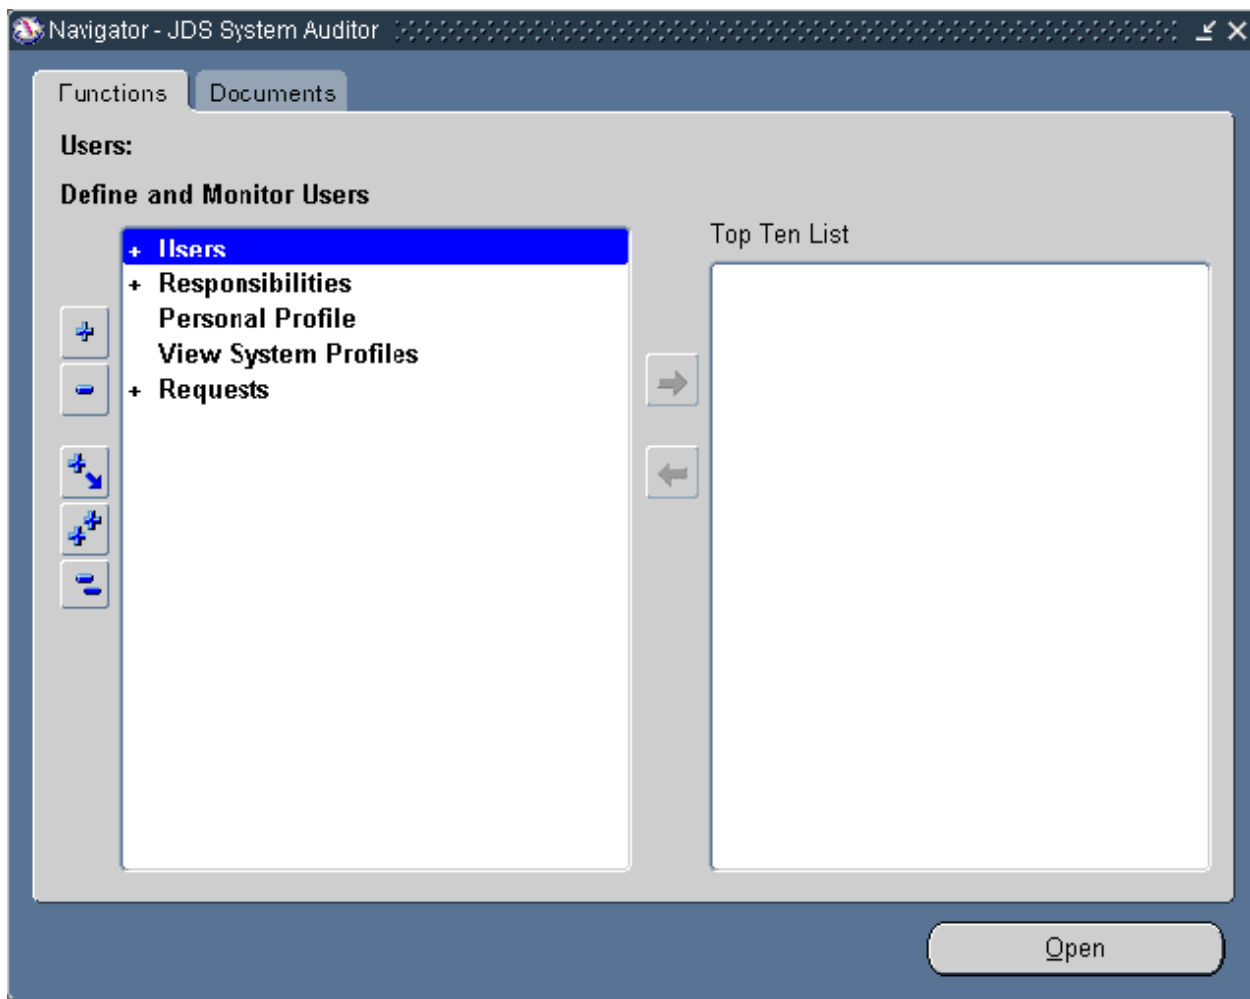 Navigator - JDS System Auditor
Functions
Documents
Users:
Define and Monitor Users
+ Users
+ Responsibilities
Personal Profile
View System Profiles
+ Requests
Top Ten List
Open